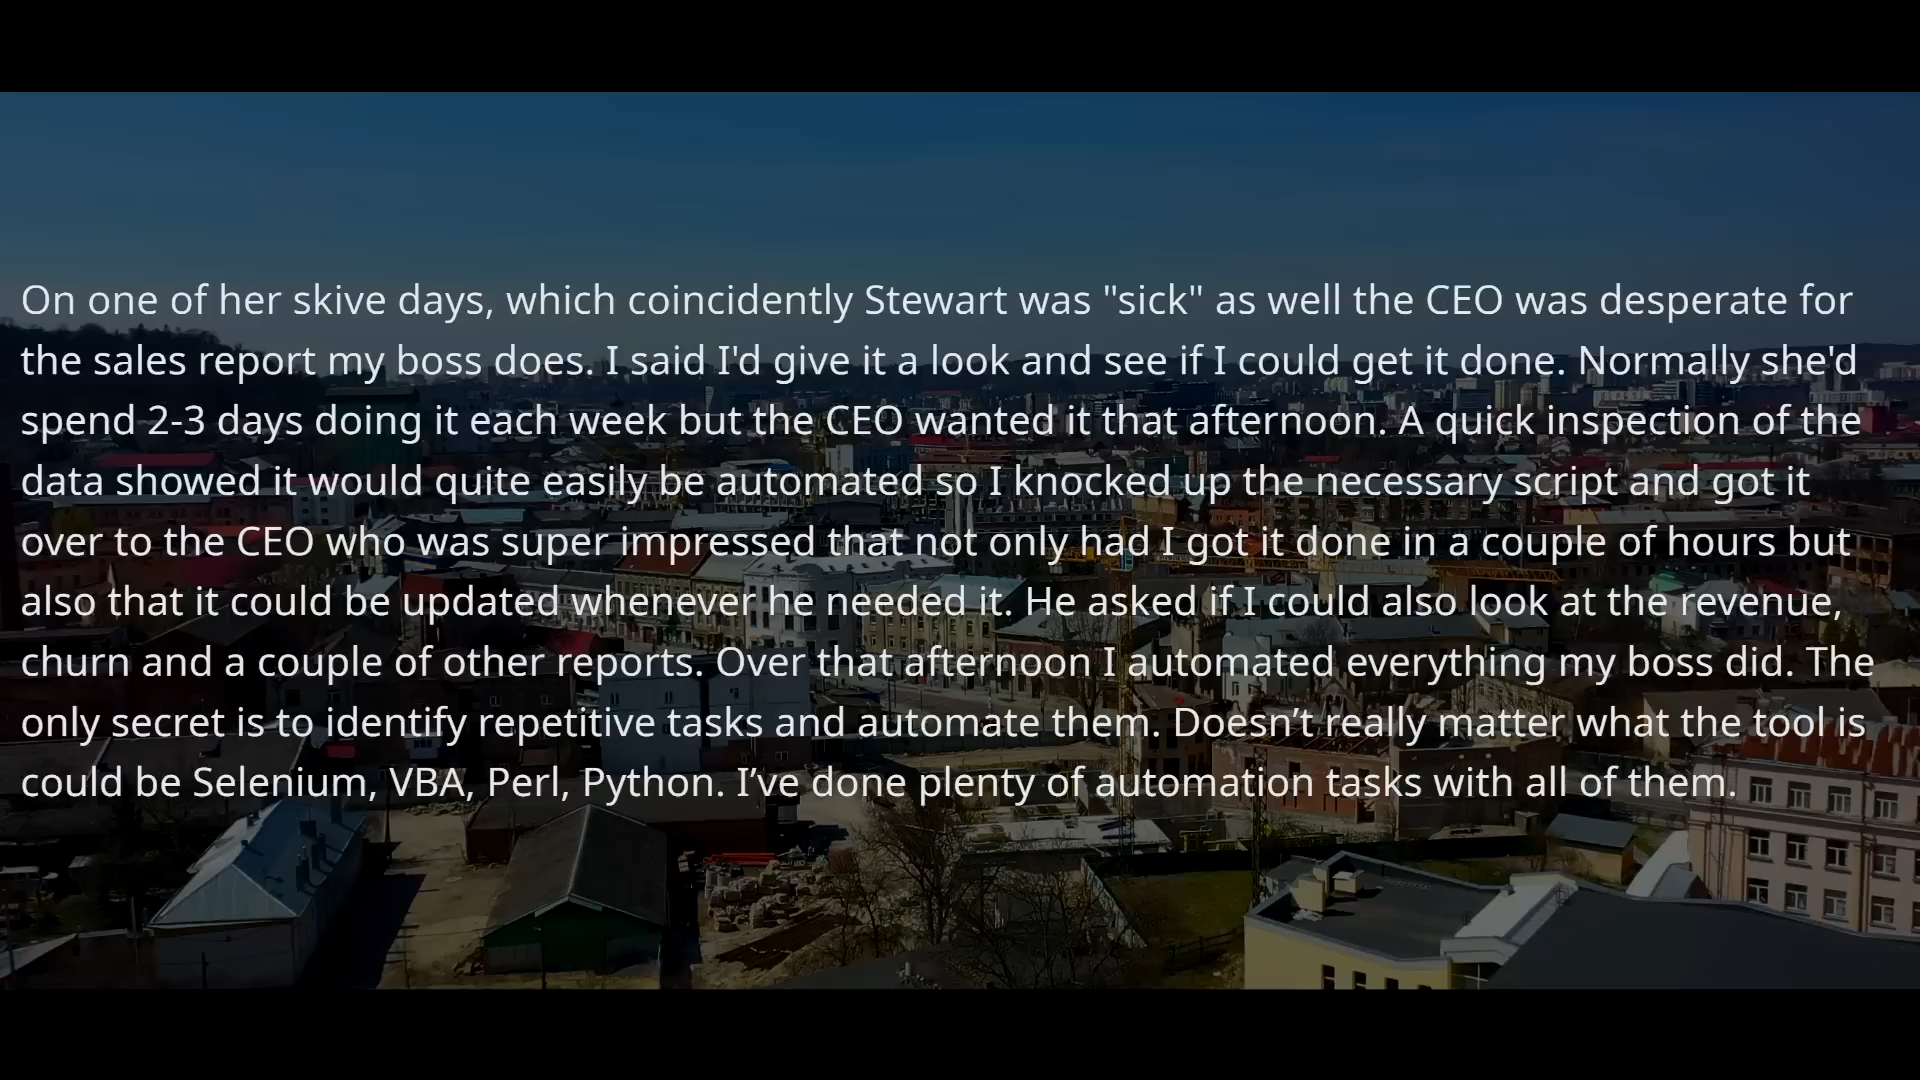 On one of her skive days, which coincidently Stewart was "sick" as well the CEO was desperate for
the sales report my boss does. I said I'd give it a look and see if I could get it done. Normally she'd
spend 2-3 days doing it each week but the CEO wanted it that afternoon. A quick inspection of the
data showed it would quite easily be automated so I knocked up the necessary script and got it
over to the CEO who was super impressed that not only had I got it done in a couple of hours but
also that it could be updated whenever he needed it. He asked if I could also look at the revenue,
churn and a couple of other reports. Over that afternoon I automated everything my boss did. The
only secret is to identify repetitive tasks and automate them. Doesn’t really matter what the tool is
could be Selenium, VBA, Perl, Python. I’ve done plenty of automation tasks with all of them.